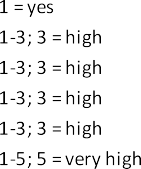 1 = yes
1-3; 3 = high
1-3; 3 = high
1-3; 3 = high
1-3; 3 = high
1-5; 5 = very high